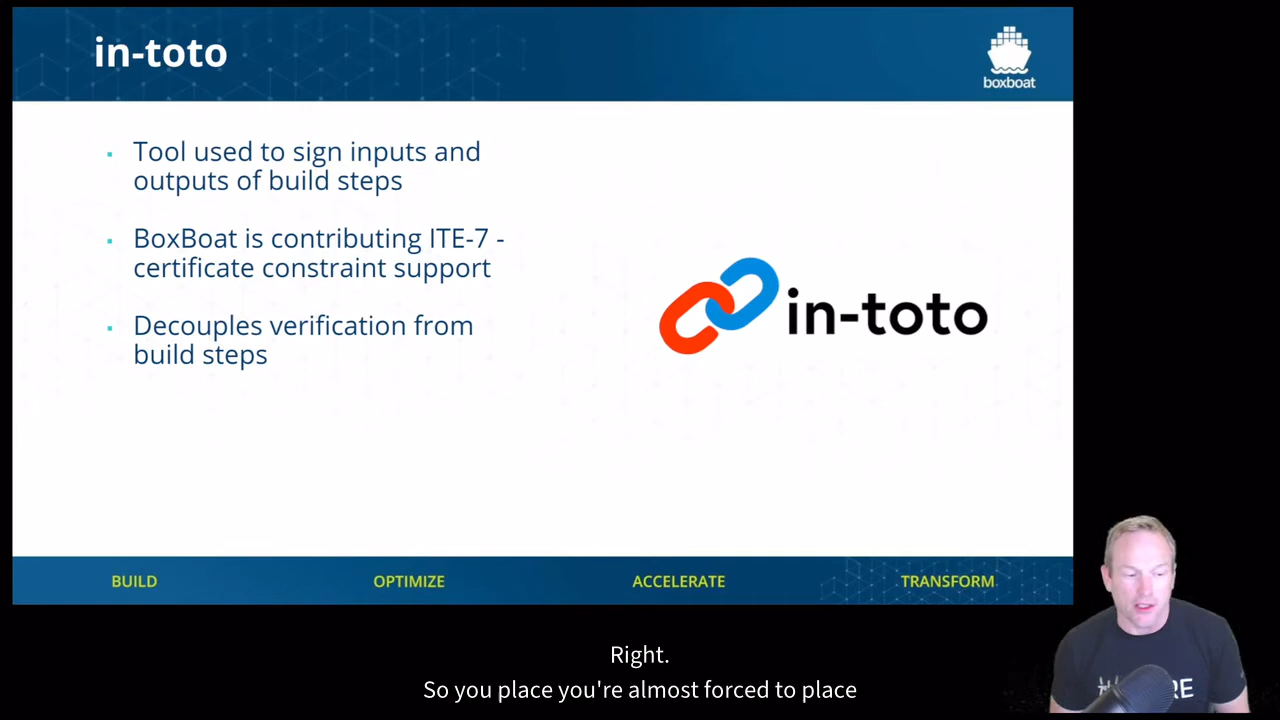 in-toto
boxboat
Tool used to sign inputs and
outputs of build steps
BoxBoat is contributing ITE-7 -
certificate constraint support
Decouples verification from
build steps
in-toto
BUILD
OPTIMIZE
ACCELERATE
TRANSFORM
Right.
So you place you're almost forced to place